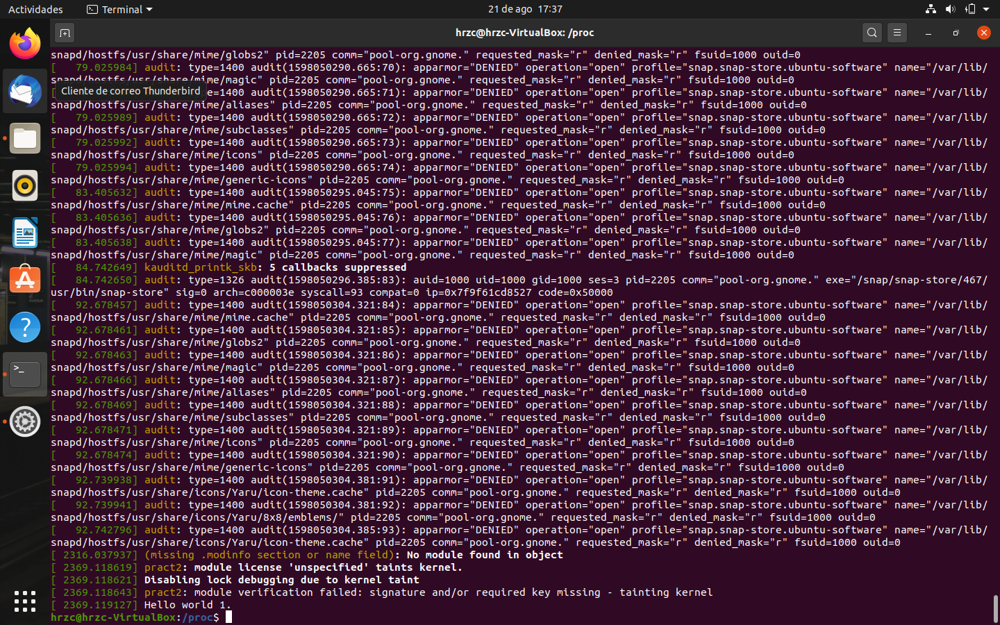 Actividades
Terminal
21 de ago 17:37
hrzc@hrzc-VirtualBox: /proc
snapd/hostfs/usr/share/mime/globs2" pid=2205 comm="pool-org.gnome." requested_mask="r" denied_mask="r" fsuid=1000 ouid=0
[   79.025984] audit: type=1400 audit(1598050290.665:70): apparmor="DENIED" operation="open" profile="snap.snap-store.ubuntu-software" name="/var/lib/
snapd/hostfs/usr/share/mime/magic" pid=2205 comm="pool-org.gnome." requested_mask="r" denied_mask="r" fsuid=1000 ouid=0
Cliente de correo Thunderbird
[ e=1400 audit(1598050290.665:71): apparmor="DENIED" operation="open" profile="snap.snap-store.ubuntu-software" name="/var/lib/
snapd/hostfs/usr/share/mime/aliases" pid=2205 comm="pool-org.gnome." requested_mask="r" denied_mask="r" fsuid=1000 ouid=0
[   79.025989] audit: type=1400 audit(1598050290.665:72): apparmor="DENIED" operation="open" profile="snap.snap-store.ubuntu-software" name="/var/lib/
snapd/hostfs/usr/share/mime/subclasses" pid=2205 comm="pool-org.gnome." requested_mask="r" denied_mask="r" fsuid=1000 ouid=0
[   79.025992] audit: type=1400 audit(1598050290.665:73): apparmor="DENIED" operation="open" profile="snap.snap-store.ubuntu-software" name="/var/lib/
snapd/hostfs/usr/share/mime/icons" pid=2205 comm="pool-org.gnome." requested_mask="r" denied_mask="r" fsuid=1000 ouid=0
[   79.025994] audit: type=1400 audit(1598050290.665:74): apparmor="DENIED" operation="open" profile="snap.snap-store.ubuntu-software" name="/var/lib/
snapd/hostfs/usr/share/mime/generic-icons" pid=2205 comm="pool-org.gnome." requested_mask="r" denied_mask="r" fsuid=1000 ouid=0
[   83.405632] audit: type=1400 audit(1598050295.045:75): apparmor="DENIED" operation="open" profile="snap.snap-store.ubuntu-software" name="/var/lib/
snapd/hostfs/usr/share/mime/mime.cache" pid=2205 comm="pool-org.gnome." requested_mask="r" denied_mask="r" fsuid=1000 ouid=0
[   83.405636] audit: type=1400 audit(1598050295.045:76): apparmor="DENIED" operation="open" profile="snap.snap-store.ubuntu-software" name="/var/lib/
snapd/hostfs/usr/share/mime/globs2" pid=2205 comm="pool-org.gnome." requested_mask="r" denied_mask="r" fsuid=1000 ouid=0
[   83.405638] audit: type=1400 audit(1598050295.045:77): apparmor="DENIED" operation="open" profile="snap.snap-store.ubuntu-software" name="/var/lib/
snapd/hostfs/usr/share/mime/magic" pid=2205 comm="pool-org.gnome." requested_mask="r" denied_mask="r" fsuid=1000 ouid=0
[   84.742649] kauditd_printk_skb: 5 callbacks suppressed
[   84.742650] audit: type=1326 audit(1598050296.385:83): auid=1000 uid=1000 gid=1000 ses=3 pid=2205 comm="pool-org.gnome." exe="/snap/snap-store/467/
usr/bin/snap-store" sig=0 arch=c000003e syscall=93 compat=0 ip=0x7f9f61cd8527 code=0x50000
[   92.678457] audit: type=1400 audit(1598050304.321:84): apparmor="DENIED" operation="open" profile="snap.snap-store.ubuntu-software" name="/var/lib/
snapd/hostfs/usr/share/mime/mime.cache" pid=2205 comm="pool-org.gnome." requested_mask="r" denied_mask="r" fsuid=1000 ouid=0
[   92.678461] audit: type=1400 audit(1598050304.321:85): apparmor="DENIED" operation="open" profile="snap.snap-store.ubuntu-software" name="/var/lib/
snapd/hostfs/usr/share/mime/globs2" pid=2205 comm="pool-org.gnome." requested_mask="r" denied_mask="r" fsuid=1000 ouid=0
[   92.678463] audit: type=1400 audit(1598050304.321:86): apparmor="DENIED" operation="open" profile="snap.snap-store.ubuntu-software" name="/var/lib/
snapd/hostfs/usr/share/mime/magic" pid=2205 comm="pool-org.gnome." requested_mask="r" denied_mask="r" fsuid=1000 ouid=0
[   92.678466] audit: type=1400 audit(1598050304.321:87): apparmor="DENIED" operation="open" profile="snap.snap-store.ubuntu-software" name="/var/lib/
snapd/hostfs/usr/share/mime/aliases" pid=2205 comm="pool-org.gnome." requested_mask="r" denied_mask="r" fsuid=1000 ouid=0
[   92.678469] audit: type=1400 audit(1598050304.321:88): apparmor="DENIED" operation="open" profile="snap.snap-store.ubuntu-software" name="/var/lib/
snapd/hostfs/usr/share/mime/subclasses" pid=2205 comm="pool-org.gnome." requested_mask="r" denied_mask="r" fsuid=1000 ouid=0
[   92.678471] audit: type=1400 audit(1598050304.321:89): apparmor="DENIED" operation="open" profile="snap.snap-store.ubuntu-software" name="/var/lib/
snapd/hostfs/usr/share/mime/icons" pid=2205 comm="pool-org.gnome." requested_mask="r" denied_mask="r" fsuid=1000 ouid=0
[   92.678474] audit: type=1400 audit(1598050304.321:90): apparmor="DENIED" operation="open" profile="snap.snap-store.ubuntu-software" name="/var/lib/
snapd/hostfs/usr/share/mime/generic-icons" pid=2205 comm="pool-org.gnome." requested_mask="r" denied_mask="r" fsuid=1000 ouid=0
[   92.739938] audit: type=1400 audit(1598050304.381:91): apparmor="DENIED" operation="open" profile="snap.snap-store.ubuntu-software" name="/var/lib/
snapd/hostfs/usr/share/icons/Yaru/icon-theme.cache" pid=2205 comm="pool-org.gnome." requested_mask="r" denied_mask="r" fsuid=1000 ouid=0
[   92.739941] audit: type=1400 audit(1598050304.381:92): apparmor="DENIED" operation="open" profile="snap.snap-store.ubuntu-software" name="/var/lib/
snapd/hostfs/usr/share/icons/Yaru/8x8/emblems/" pid=2205 comm="pool-org.gnome." requested_mask="r" denied_mask="r" fsuid=1000 ouid=0
[   92.742796] audit: type=1400 audit(1598050304.385:93): apparmor="DENIED" operation="open" profile="snap.snap-store.ubuntu-software" name="/var/lib/
snapd/hostfs/usr/share/icons/Yaru/icon-theme.cache" pid=2205 comm="pool-org.gnome." requested_mask="r" denied_mask="r" fsuid=1000 ouid=0
[ 2316.037937] (missing .modinfo section or name field): No module found in object
[ 2369.118619] pract2: module license 'unspecified' taints kernel.
[ 2369.118621] Disabling lock debugging due to kernel taint
[ 2369.118643] pract2: module verification failed: signature and/or required key missing - tainting kernel
[ 2369.119127] Hello world 1.
hrzc@hrzc-VirtualBox:/proc$